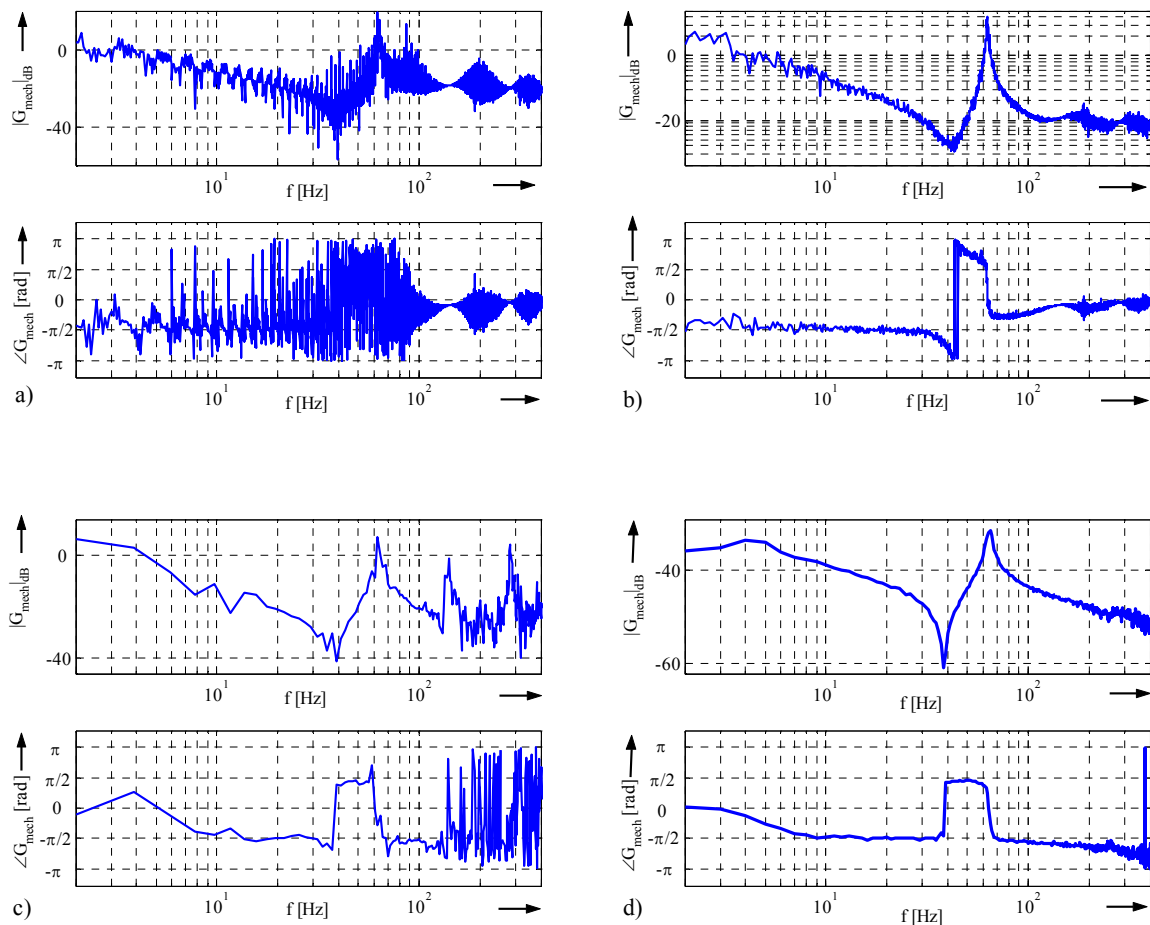 |G_mech|_dB
0
-40
10^1
10^2
f [Hz]
∠G_mech [rad]
π
π/2
0
-π/2
-π
10^1
10^2
f [Hz]
a)
|G_mech|_dB
0
-20
10^1
10^2
f [Hz]
∠G_mech [rad]
π
π/2
0
-π/2
-π
10^1
10^2
f [Hz]
b)
|G_mech|_dB
0
-40
10^1
10^2
f [Hz]
∠G_mech [rad]
π
π/2
0
-π/2
-π
10^1
10^2
f [Hz]
c)
|G_mech|_dB
-40
-60
10^1
10^2
f [Hz]
∠G_mech [rad]
π
π/2
0
-π/2
-π
10^1
10^2
f [Hz]
d)